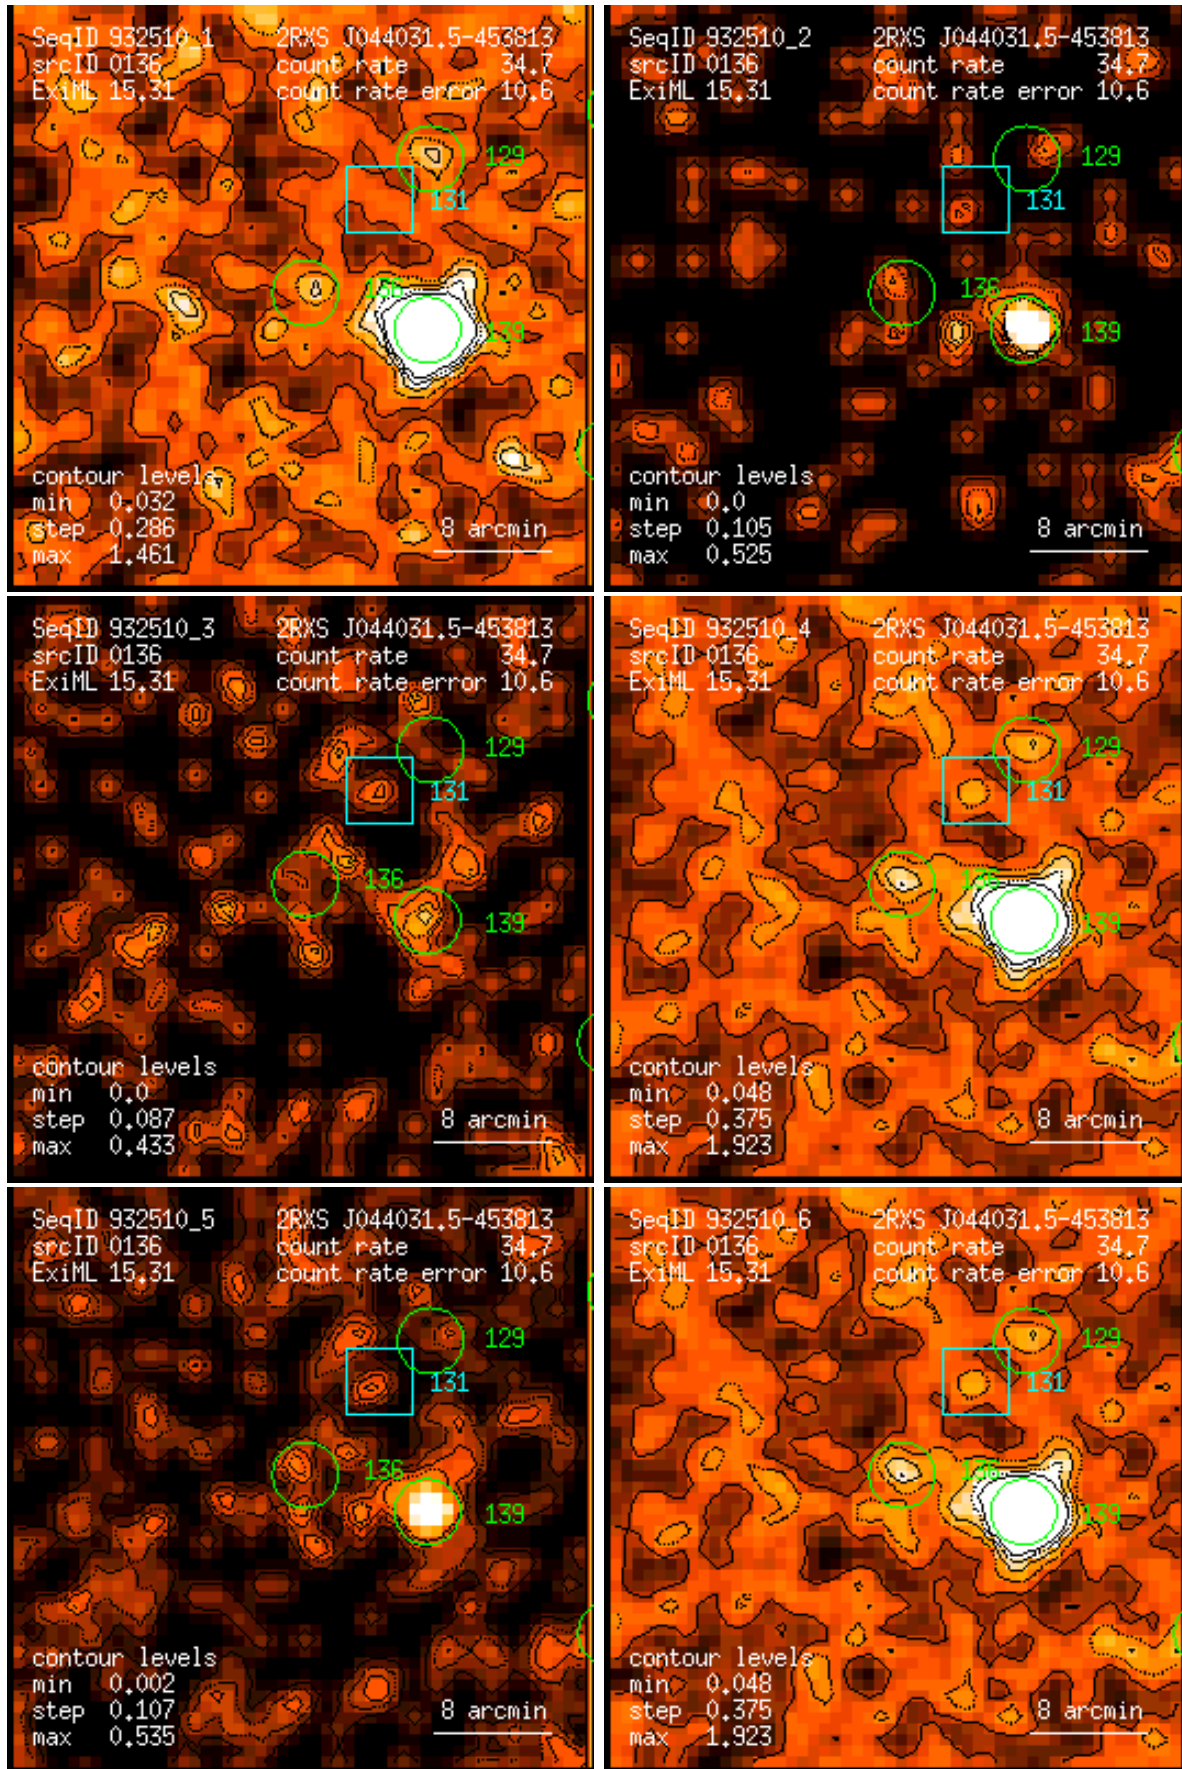 SeqID 932510_1 2RXS J044031.5-453813
srcID 0136 count rate 34.7
ExiML 15.31 count rate error 10.6
129
131
136
139
contour levels
min 0.032
step 0.286
max 1.461
8 arcmin
SeqID 932510_2 2RXS J044031.5-453813
srcID 0136 count rate 34.7
ExiML 15.31 count rate error 10.6
129
131
136
139
contour levels
min 0.0
step 0.105
max 0.525
8 arcmin
SeqID 932510_3 2RXS J044031.5-453813
srcID 0136 count rate 34.7
ExiML 15.31 count rate error 10.6
129
131
136
139
contour levels
min 0.0
step 0.087
max 0.433
8 arcmin
SeqID 932510_4 2RXS J044031.5-453813
srcID 0136 count rate 34.7
ExiML 15.31 count rate error 10.6
129
131
136
139
contour levels
min 0.048
step 0.375
max 1.923
8 arcmin
SeqID 932510_5 2RXS J044031.5-453813
srcID 0136 count rate 34.7
ExiML 15.31 count rate error 10.6
129
131
136
139
contour levels
min 0.002
step 0.107
max 0.535
8 arcmin
SeqID 932510_6 2RXS J044031.5-453813
srcID 0136 count rate 34.7
ExiML 15.31 count rate error 10.6
129
131
136
139
contour levels
min 0.048
step 0.375
max 1.923
8 arcmin